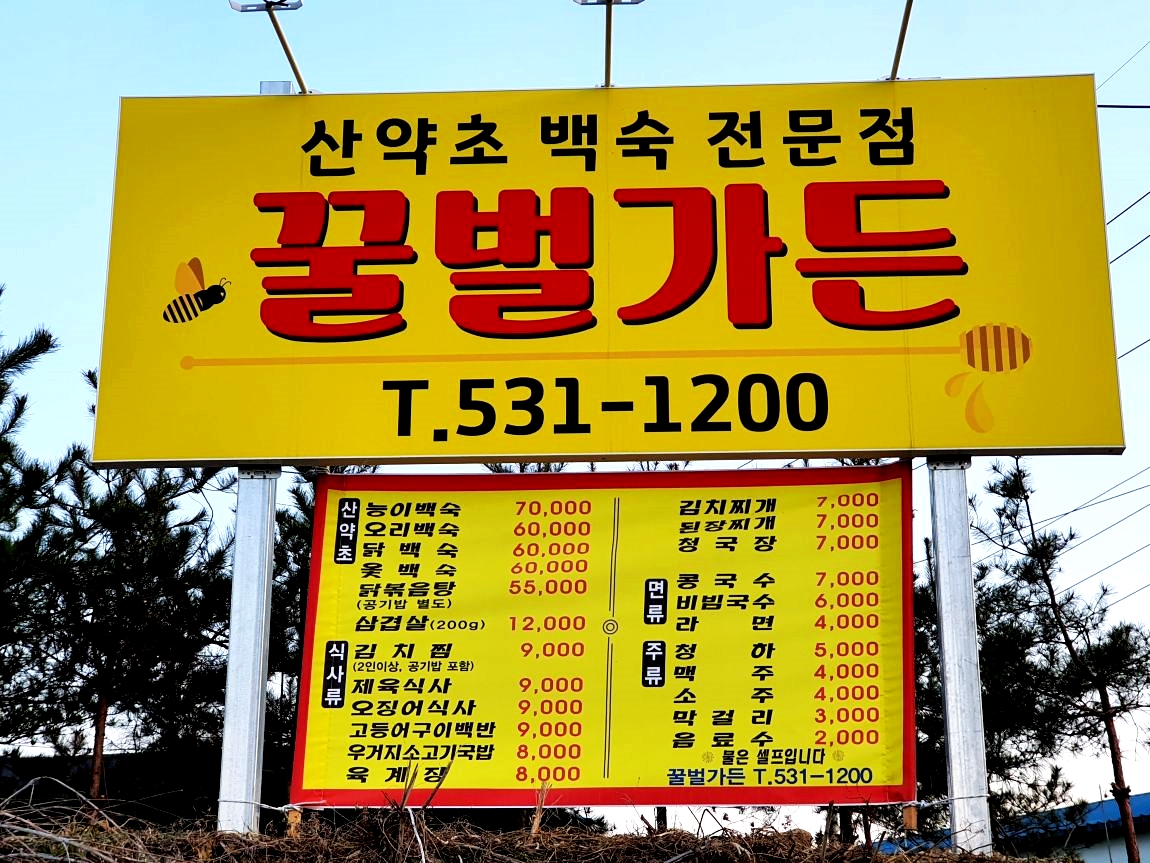 산약초 백숙 전문점
꿀벌가든
T.531-1200
산약초
능이백숙 70,000
오리백숙 60,000
닭 백 숙 60,000
옻 백 숙 60,000
닭볶음탕 55,000
(공기밥 별도)
삼겹살(200g) 12,000
식사류
김 치 찜 9,000
(2인이상, 공기밥 포함)
제육식사 9,000
오징어식사 9,000
고등어구이백반 9,000
우거지소고기국밥 8,000
육 계 장 8,000
김치찌개 7,000
된장찌개 7,000
청 국 장 7,000
면류
콩 국 수 7,000
비빔국수 6,000
라 면 4,000
주류
청 하 5,000
맥 주 4,000
소 주 4,000
막 걸 리 3,000
음 료 수 2,000
물은 셀프입니다
꿀벌가든 T.531-1200